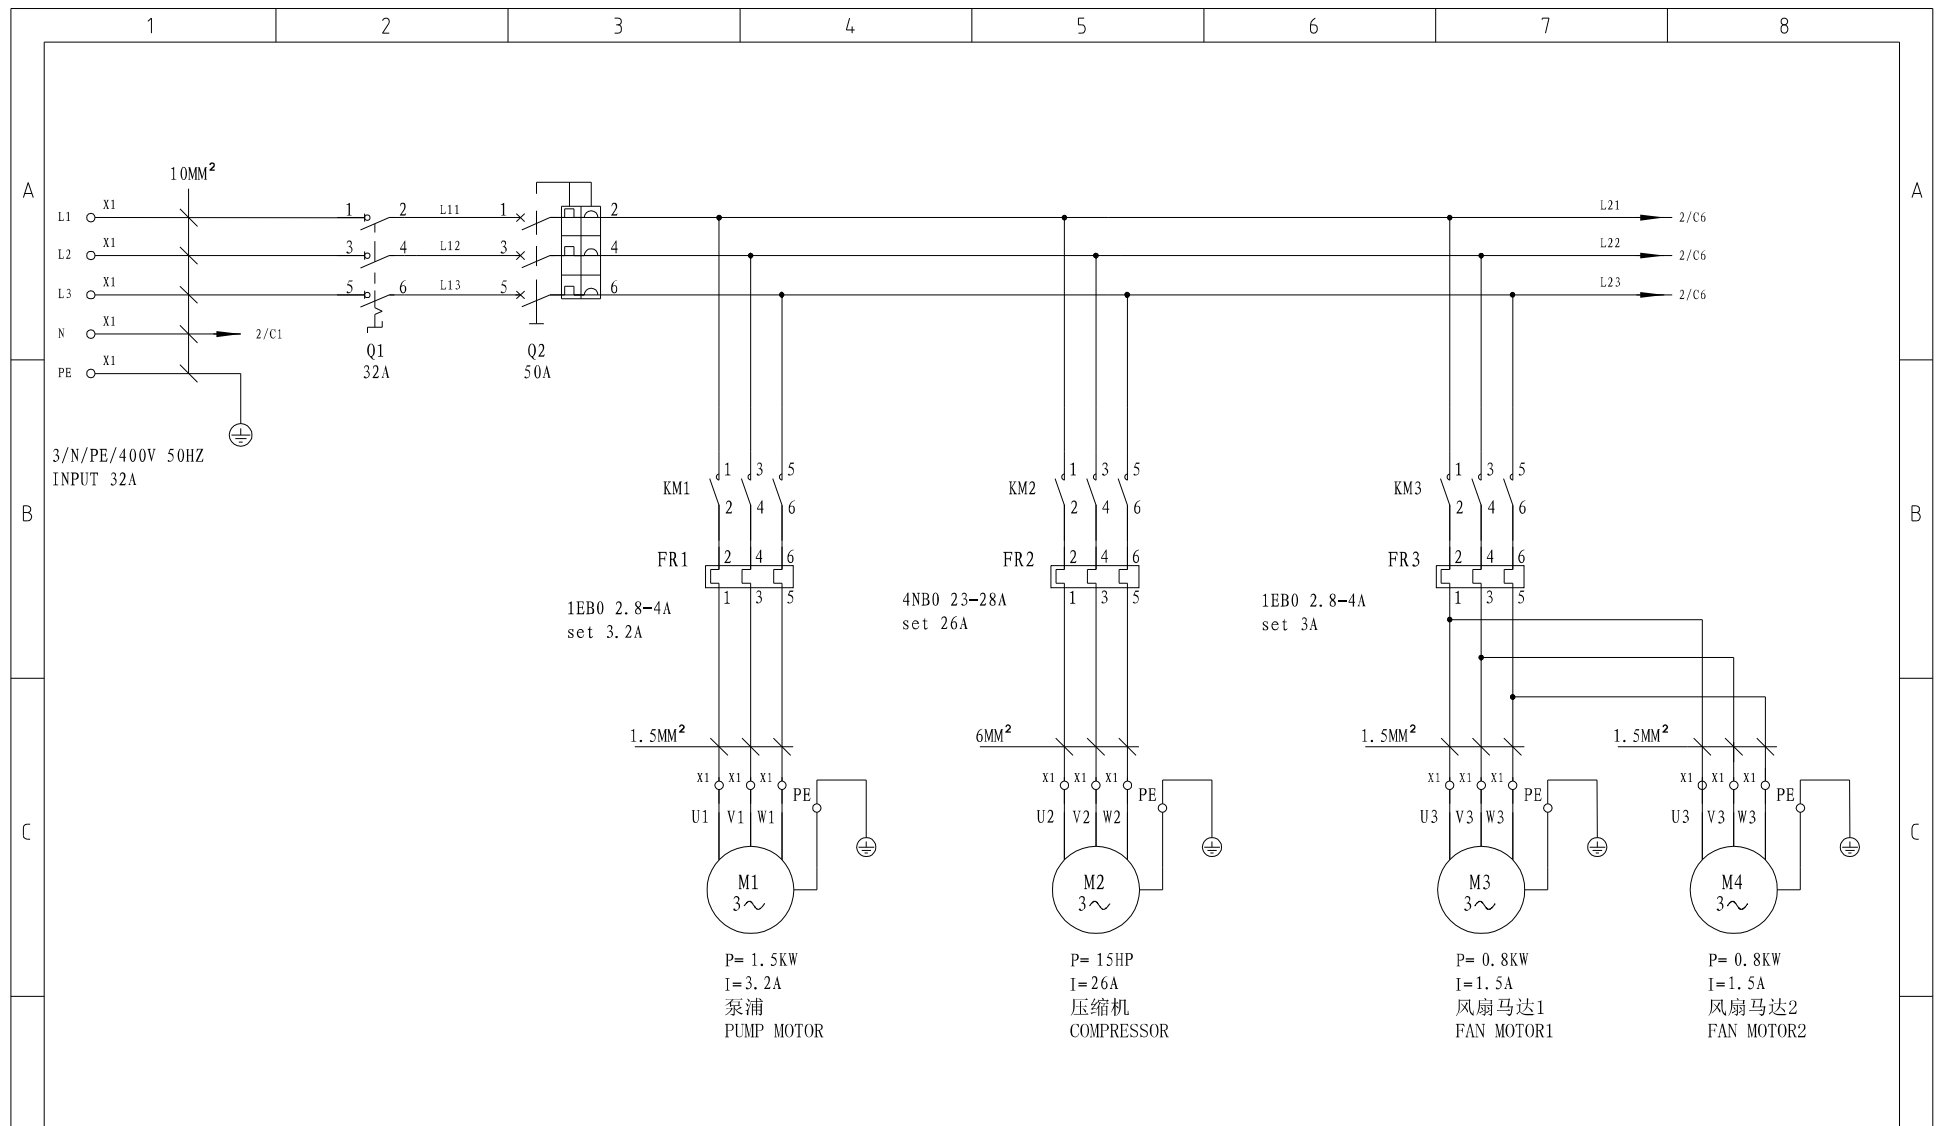 1 2 3 4 5 6 7 8
A A
10MM²
L1 X1 1 2 L11 1 2 L21 2/C6
L2 X1 3 4 L12 3 4 L22 2/C6
L3 X1 5 6 L13 5 6 L23 2/C6
N X1 2/C1
PE X1
Q1 Q2
32A 50A
3/N/PE/400V 50HZ
INPUT 32A
1 3 5 1 3 5 1 3 5
KM1 KM2 KM3
B 2 4 6 2 4 6 2 4 6 B
FR1 2 4 6 FR2 2 4 6 FR3 2 4 6
1 3 5 1 3 5 1 3 5
1EB0 2.8-4A 4NB0 23-28A 1EB0 2.8-4A
set 3.2A set 26A set 3A
1.5MM² 6MM² 1.5MM² 1.5MM²
X1 X1 X1 X1 X1 X1 X1 X1 X1 X1 X1 X1
PE PE PE PE
U1 V1 W1 U2 V2 W2 U3 V3 W3 U3 V3 W3
C C
M1 M2 M3 M4
3~ 3~ 3~ 3~
P=1.5KW P=15HP P=0.8KW P=0.8KW
I=3.2A I=26A I=1.5A I=1.5A
泵浦 压缩机 风扇马达1 风扇马达2
PUMP MOTOR COMPRESSOR FAN MOTOR1 FAN MOTOR2